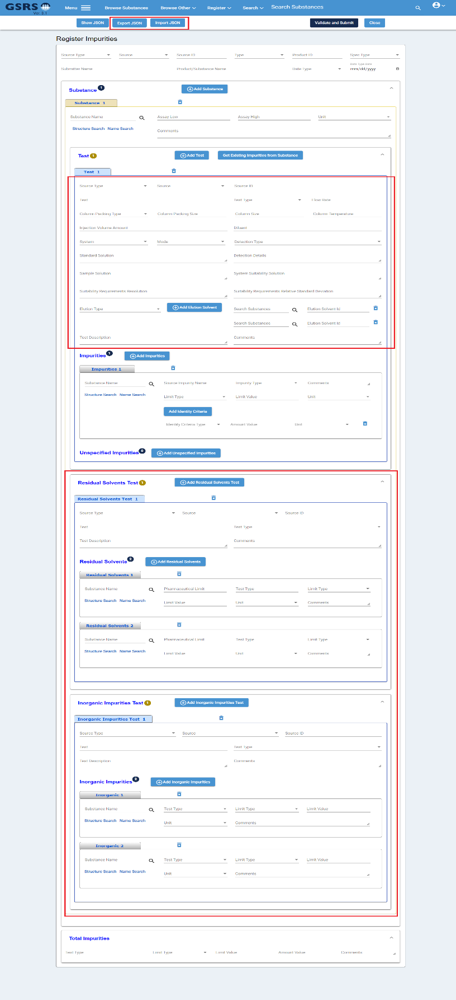 GSRS Ver. 3.1 Menu Browse Substances Browse Other Register Search Search Substances
Show JSON Export JSON Import JSON Validate and Submit Close
Register Impurities
Source Type Source Source ID Type Product ID Spec Type
Submitter Name Product/Substance Name Date Type Date Type Date mm/dd/yyyy
Substance 1 Add Substance
Substance 1
Substance Name Assay Low Assay High Unit
Structure Search Name Search Comments
Test 1 Add Test Get Existing Impurities from Substance
Test 1
Source Type Source Source ID
Test Test Type Flow Rate
Column Packing Type Column Packing Size Column Size Column Temperature
Injection Volume Amount Diluent
System Mode Detection Type
Standard Solution Detection Details
Sample Solution System Suitability Solution
Suitability Requirements Resolution Suitability Requirements Relative Standard Deviation
Elution Type Add Elution Solvent Search Substances Elution Solvent Id
Search Substances Elution Solvent Id
Test Description Comments
Impurities 1 Add Impurities
Impurities 1
Substance Name Source Impurity Name Impurity Type Comments
Structure Search Name Search Limit Type Limit Value Unit
Add Identity Criteria
Identity Criteria Type Amount Value Unit
Unspecified Impurities 0 Add Unspecified Impurities
Residual Solvents Test 1 Add Residual Solvents Test
Residual Solvents Test 1
Source Type Source Source ID
Test Test Type
Test Description Comments
Residual Solvents 2 Add Residual Solvents
Residual Solvents 1
Substance Name Pharmaceutical Limit Test Type Limit Type
Structure Search Name Search Limit Value Unit Comments
Residual Solvents 2
Substance Name Pharmaceutical Limit Test Type Limit Type
Structure Search Name Search Limit Value Unit Comments
Inorganic Impurities Test 1 Add Inorganic Impurities Test
Inorganic Impurities Test 1
Source Type Source Source ID
Test Test Type
Test Description Comments
Inorganic Impurities 2 Add Inorganic Impurities
Inorganic 1
Substance Name Test Type Limit Type Limit Value
Structure Search Name Search Unit Comments
Inorganic 2
Substance Name Test Type Limit Type Limit Value
Structure Search Name Search Unit Comments
Total Impurities
Test Type Limit Type Limit Value Amount Value Comments